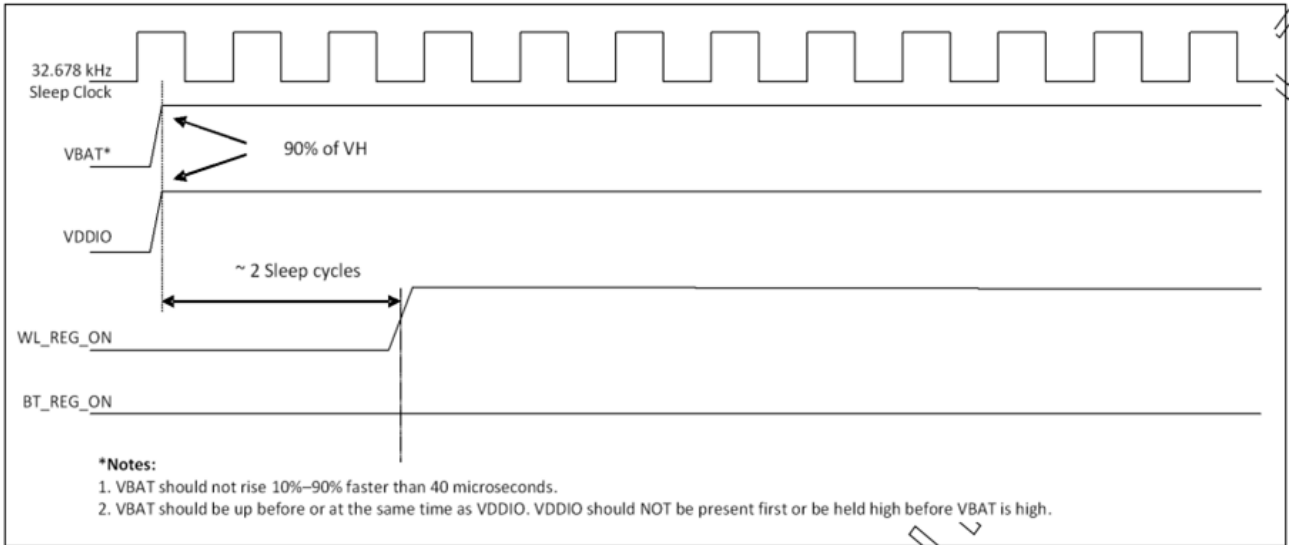 32.678 kHz
Sleep Clock
VBAT*
90% of VH
VDDIO
~ 2 Sleep cycles
WL_REG_ON
BT_REG_ON
*Notes:
1. VBAT should not rise 10%–90% faster than 40 microseconds.
2. VBAT should be up before or at the same time as VDDIO. VDDIO should NOT be present first or be held high before VBAT is high.